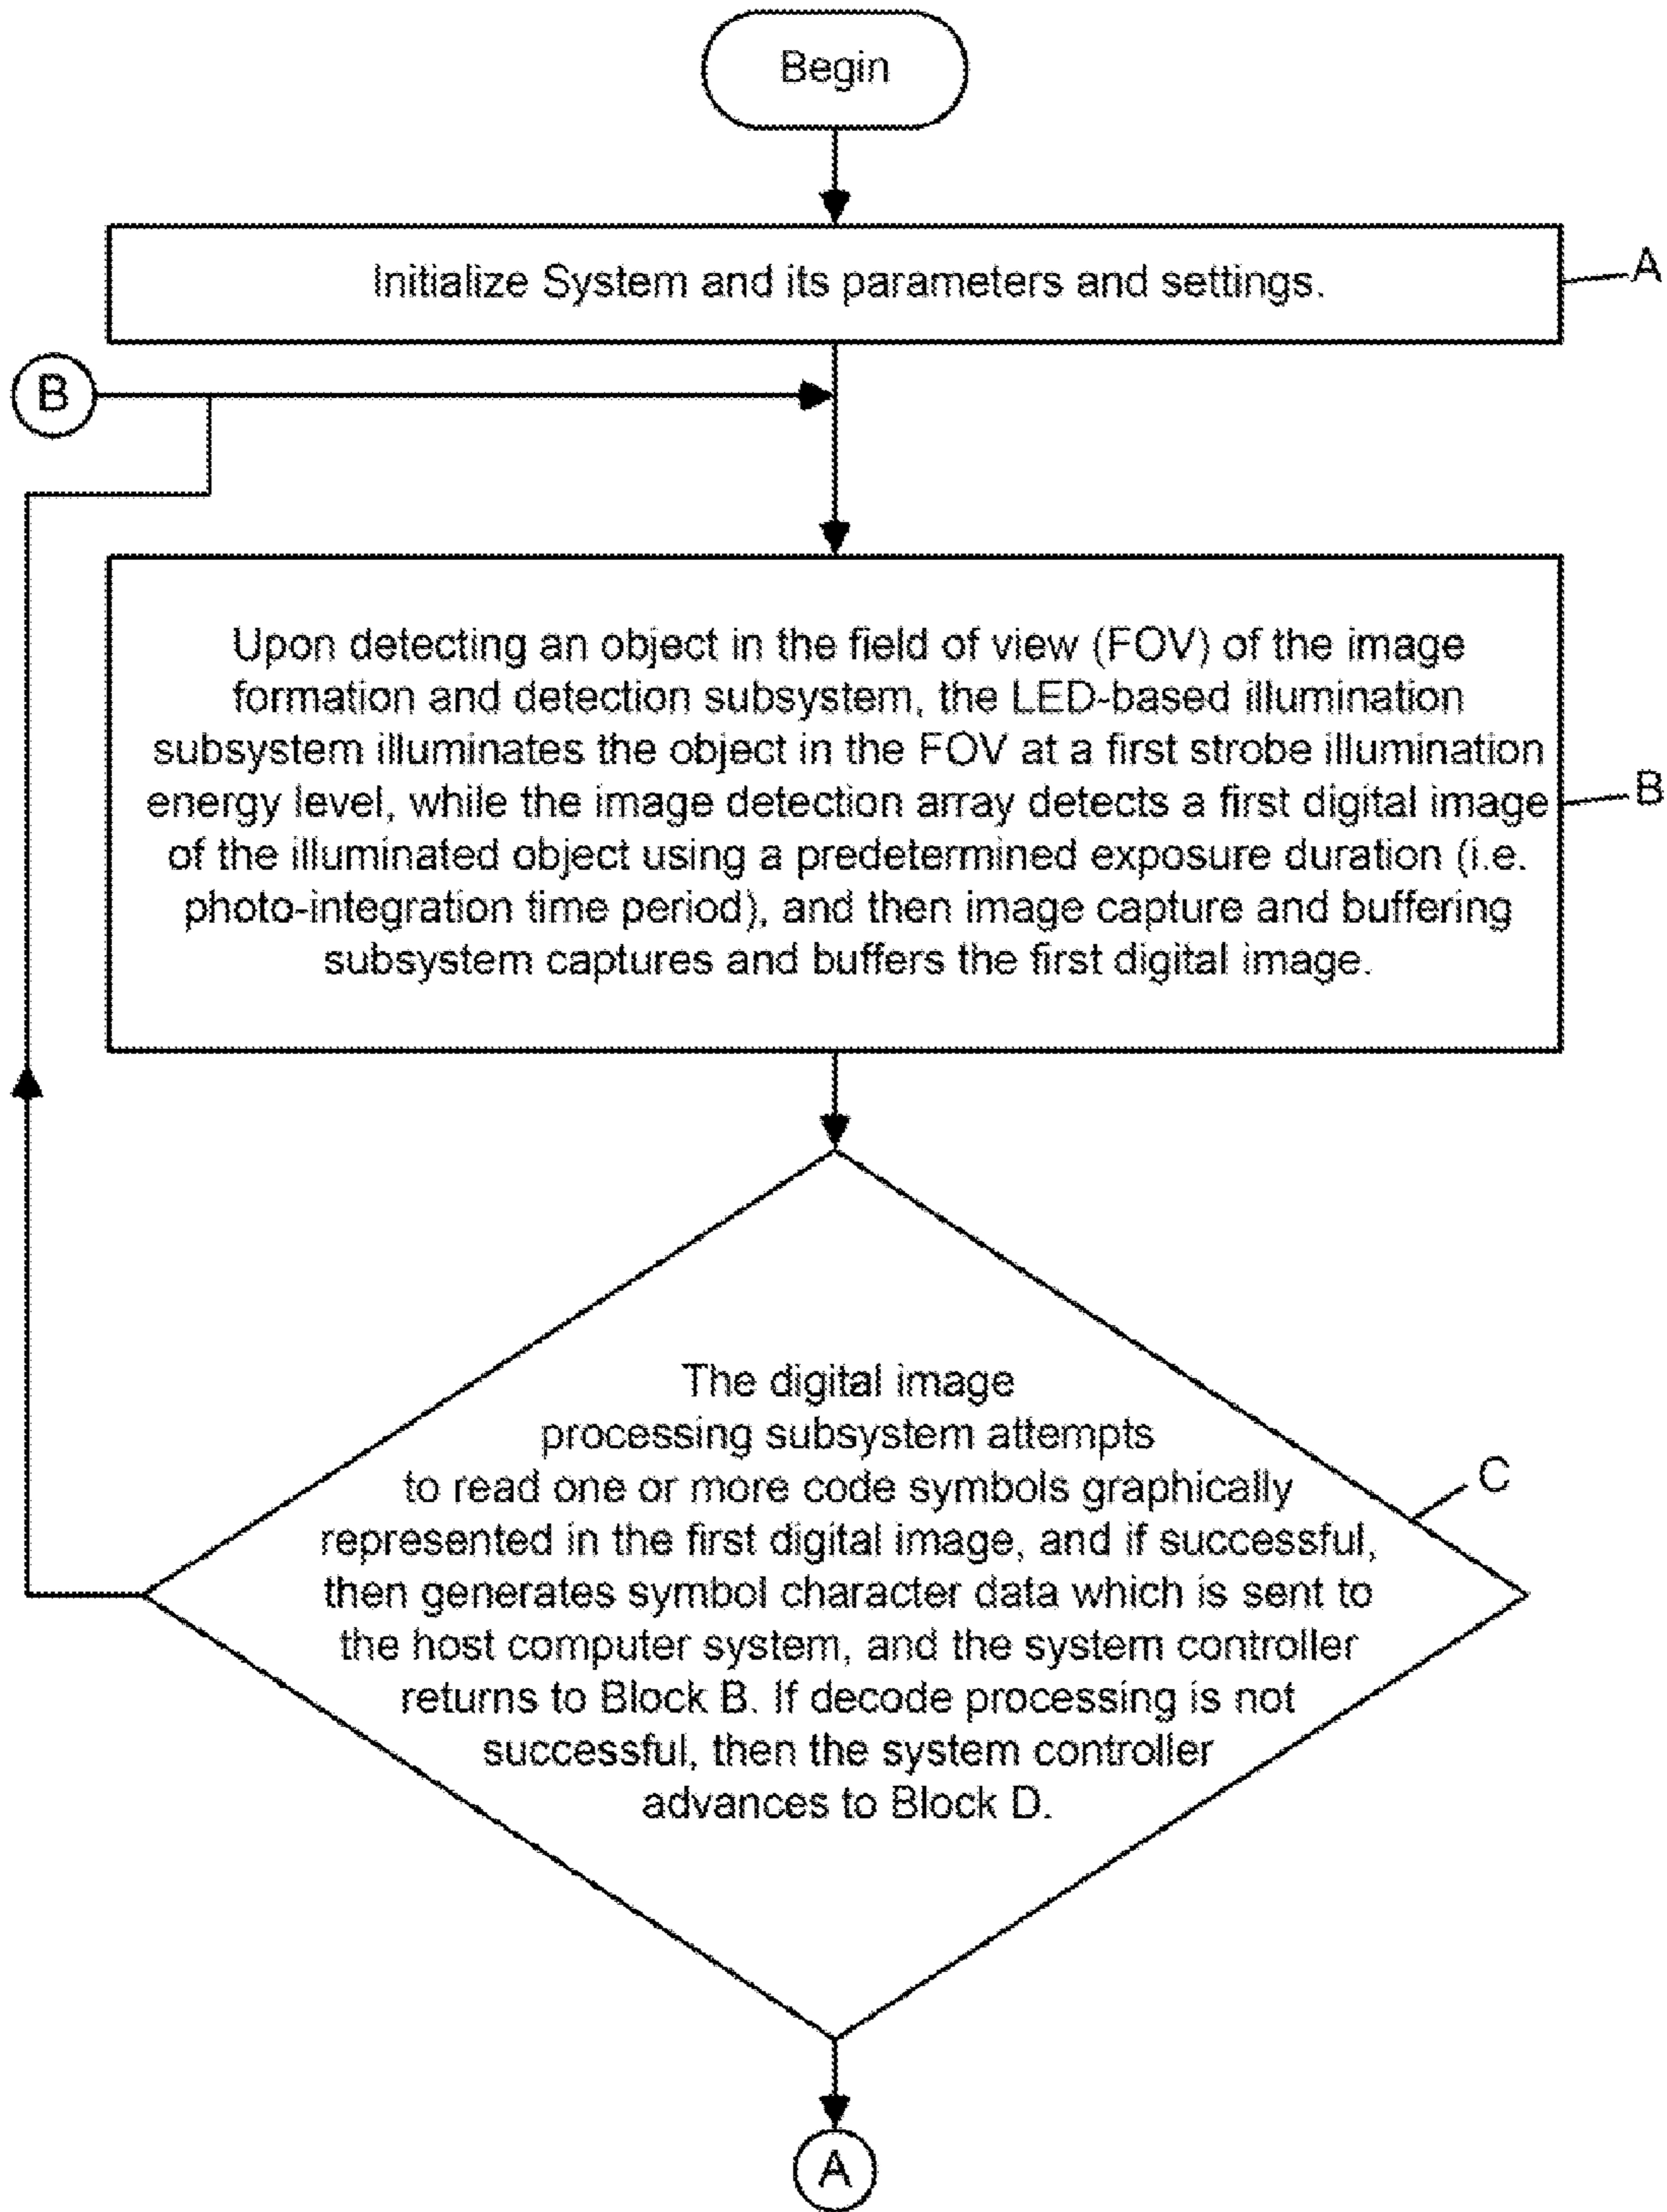 Begin
Initialize System and its parameters and settings.
A
B
Upon detecting an object in the field of view (FOV) of the image
formation and detection subsystem, the LED-based illumination
subsystem illuminates the object in the FOV at a first strobe illumination
energy level, while the image detection array detects a first digital image
of the illuminated object using a predetermined exposure duration (i.e.
photo-integration time period), and then image capture and buffering
subsystem captures and buffers the first digital image.
B
The digital image
processing subsystem attempts
to read one or more code symbols graphically
represented in the first digital image, and if successful,
then generates symbol character data which is sent to
the host computer system, and the system controller
returns to Block B. If decode processing is not
successful, then the system controller
advances to Block D.
C
A